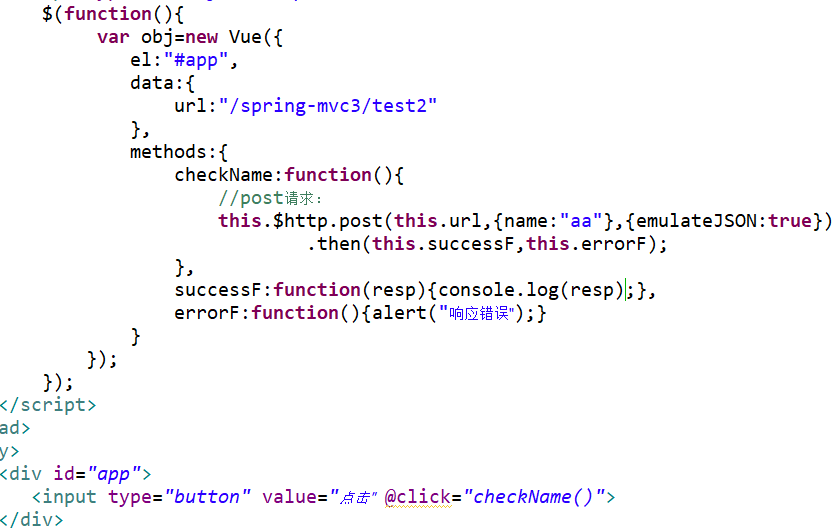 $(function(){
var obj=new Vue({
el:"#app",
data:{
url:"/spring-mvc3/test2"
},
methods:{
checkName:function(){
//post请求:
this.$http.post(this.url,{name:"aa"},{emulateJSON:true})
.then(this.successF,this.errorF);
},
successF:function(resp){console.log(resp);},
errorF:function(){alert("响应错误");}
}
});
});
</script>
ad>
y>
<div id="app">
<input type="button" value="点击" @click="checkName()">
</div>